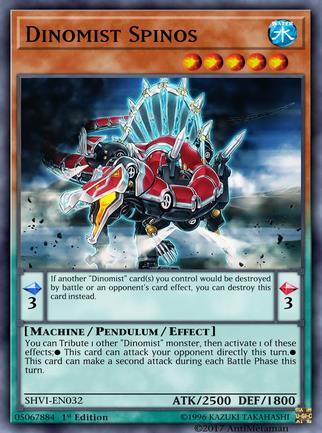 DINOMIST SPINOS
WATER
水
If another "Dinomist" card(s) you control would be destroyed
by battle or an opponent's card effect, you can destroy this
card instead.
3
3
[Machine / Pendulum / Effect]
You can Tribute 1 other "Dinomist" monster, then activate 1 of these
effects;● This card can attack your opponent directly this turn.●
This card can make a second attack during each Battle Phase this
turn.
SHVI-EN032
ATK/2500 DEF/1800
05067884 1st Edition
©1996 KAZUKI TAKAHASHI
©2017 AntiMetaman